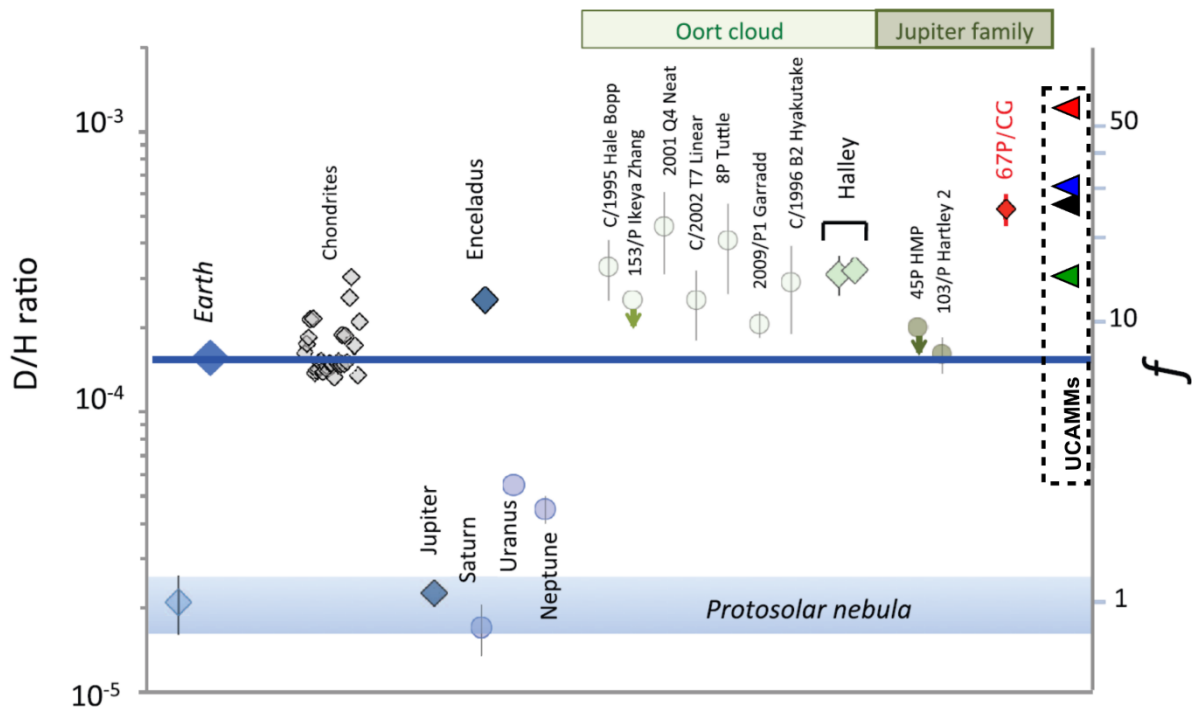 Oort cloud
Jupiter family
10-3
10-4
10-5
D/H ratio
Earth
Chondrites
Enceladus
C/1995 Hale Bopp
153/P Ikeya Zhang
2001 Q4 Neat
C/2002 T7 Linear
8P Tuttle
2009/P1 Garradd
C/1996 B2 Hyakutake
Halley
45P HMP
103/P Hartley 2
67P/CG
UCAMMs
50
10
1
f
Jupiter
Saturn
Uranus
Neptune
Protosolar nebula